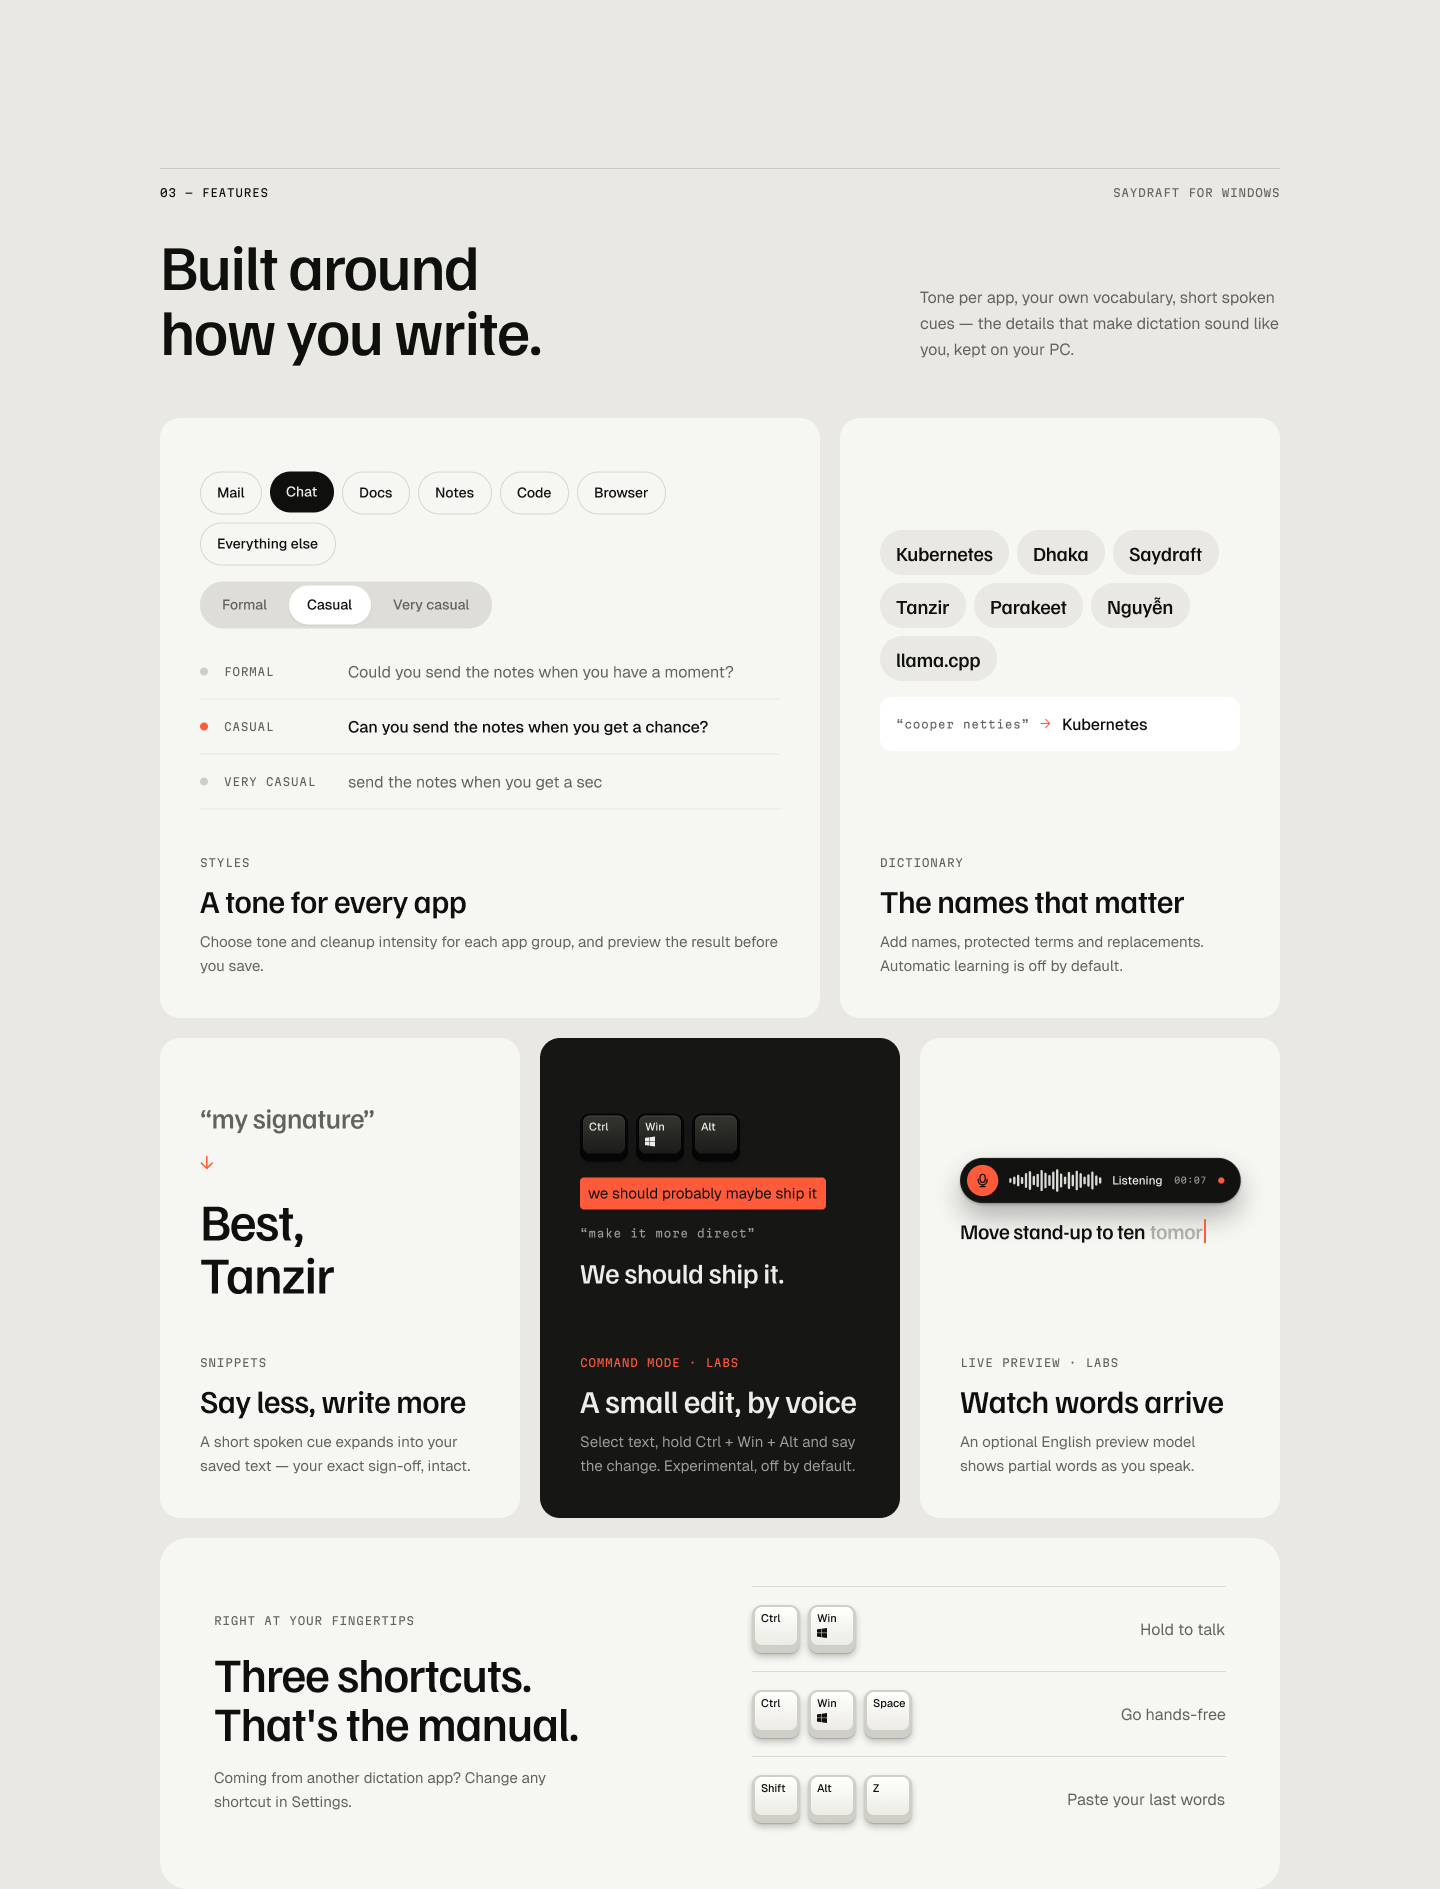 03 — FEATURES
SAYDRAFT FOR WINDOWS
Built around
how you write.
Tone per app, your own vocabulary, short spoken
cues — the details that make dictation sound like
you, kept on your PC.
Mail Chat Docs Notes Code Browser
Everything else
Formal Casual Very casual
FORMAL Could you send the notes when you have a moment?
CASUAL Can you send the notes when you get a chance?
VERY CASUAL send the notes when you get a sec
STYLES
A tone for every app
Choose tone and cleanup intensity for each app group, and preview the result before
you save.
Kubernetes Dhaka Saydraft
Tanzir Parakeet Nguyễn
llama.cpp
“cooper netties” → Kubernetes
DICTIONARY
The names that matter
Add names, protected terms and replacements.
Automatic learning is off by default.
“my signature”
↓
Best,
Tanzir
SNIPPETS
Say less, write more
A short spoken cue expands into your
saved text — your exact sign-off, intact.
Ctrl Win Alt
we should probably maybe ship it
“make it more direct”
We should ship it.
COMMAND MODE · LABS
A small edit, by voice
Select text, hold Ctrl + Win + Alt and say
the change. Experimental, off by default.
Listening 00:07
Move stand-up to ten tomor
LIVE PREVIEW · LABS
Watch words arrive
An optional English preview model
shows partial words as you speak.
RIGHT AT YOUR FINGERTIPS
Three shortcuts.
That's the manual.
Coming from another dictation app? Change any
shortcut in Settings.
Ctrl Win Hold to talk
Ctrl Win Space Go hands-free
Shift Alt Z Paste your last words